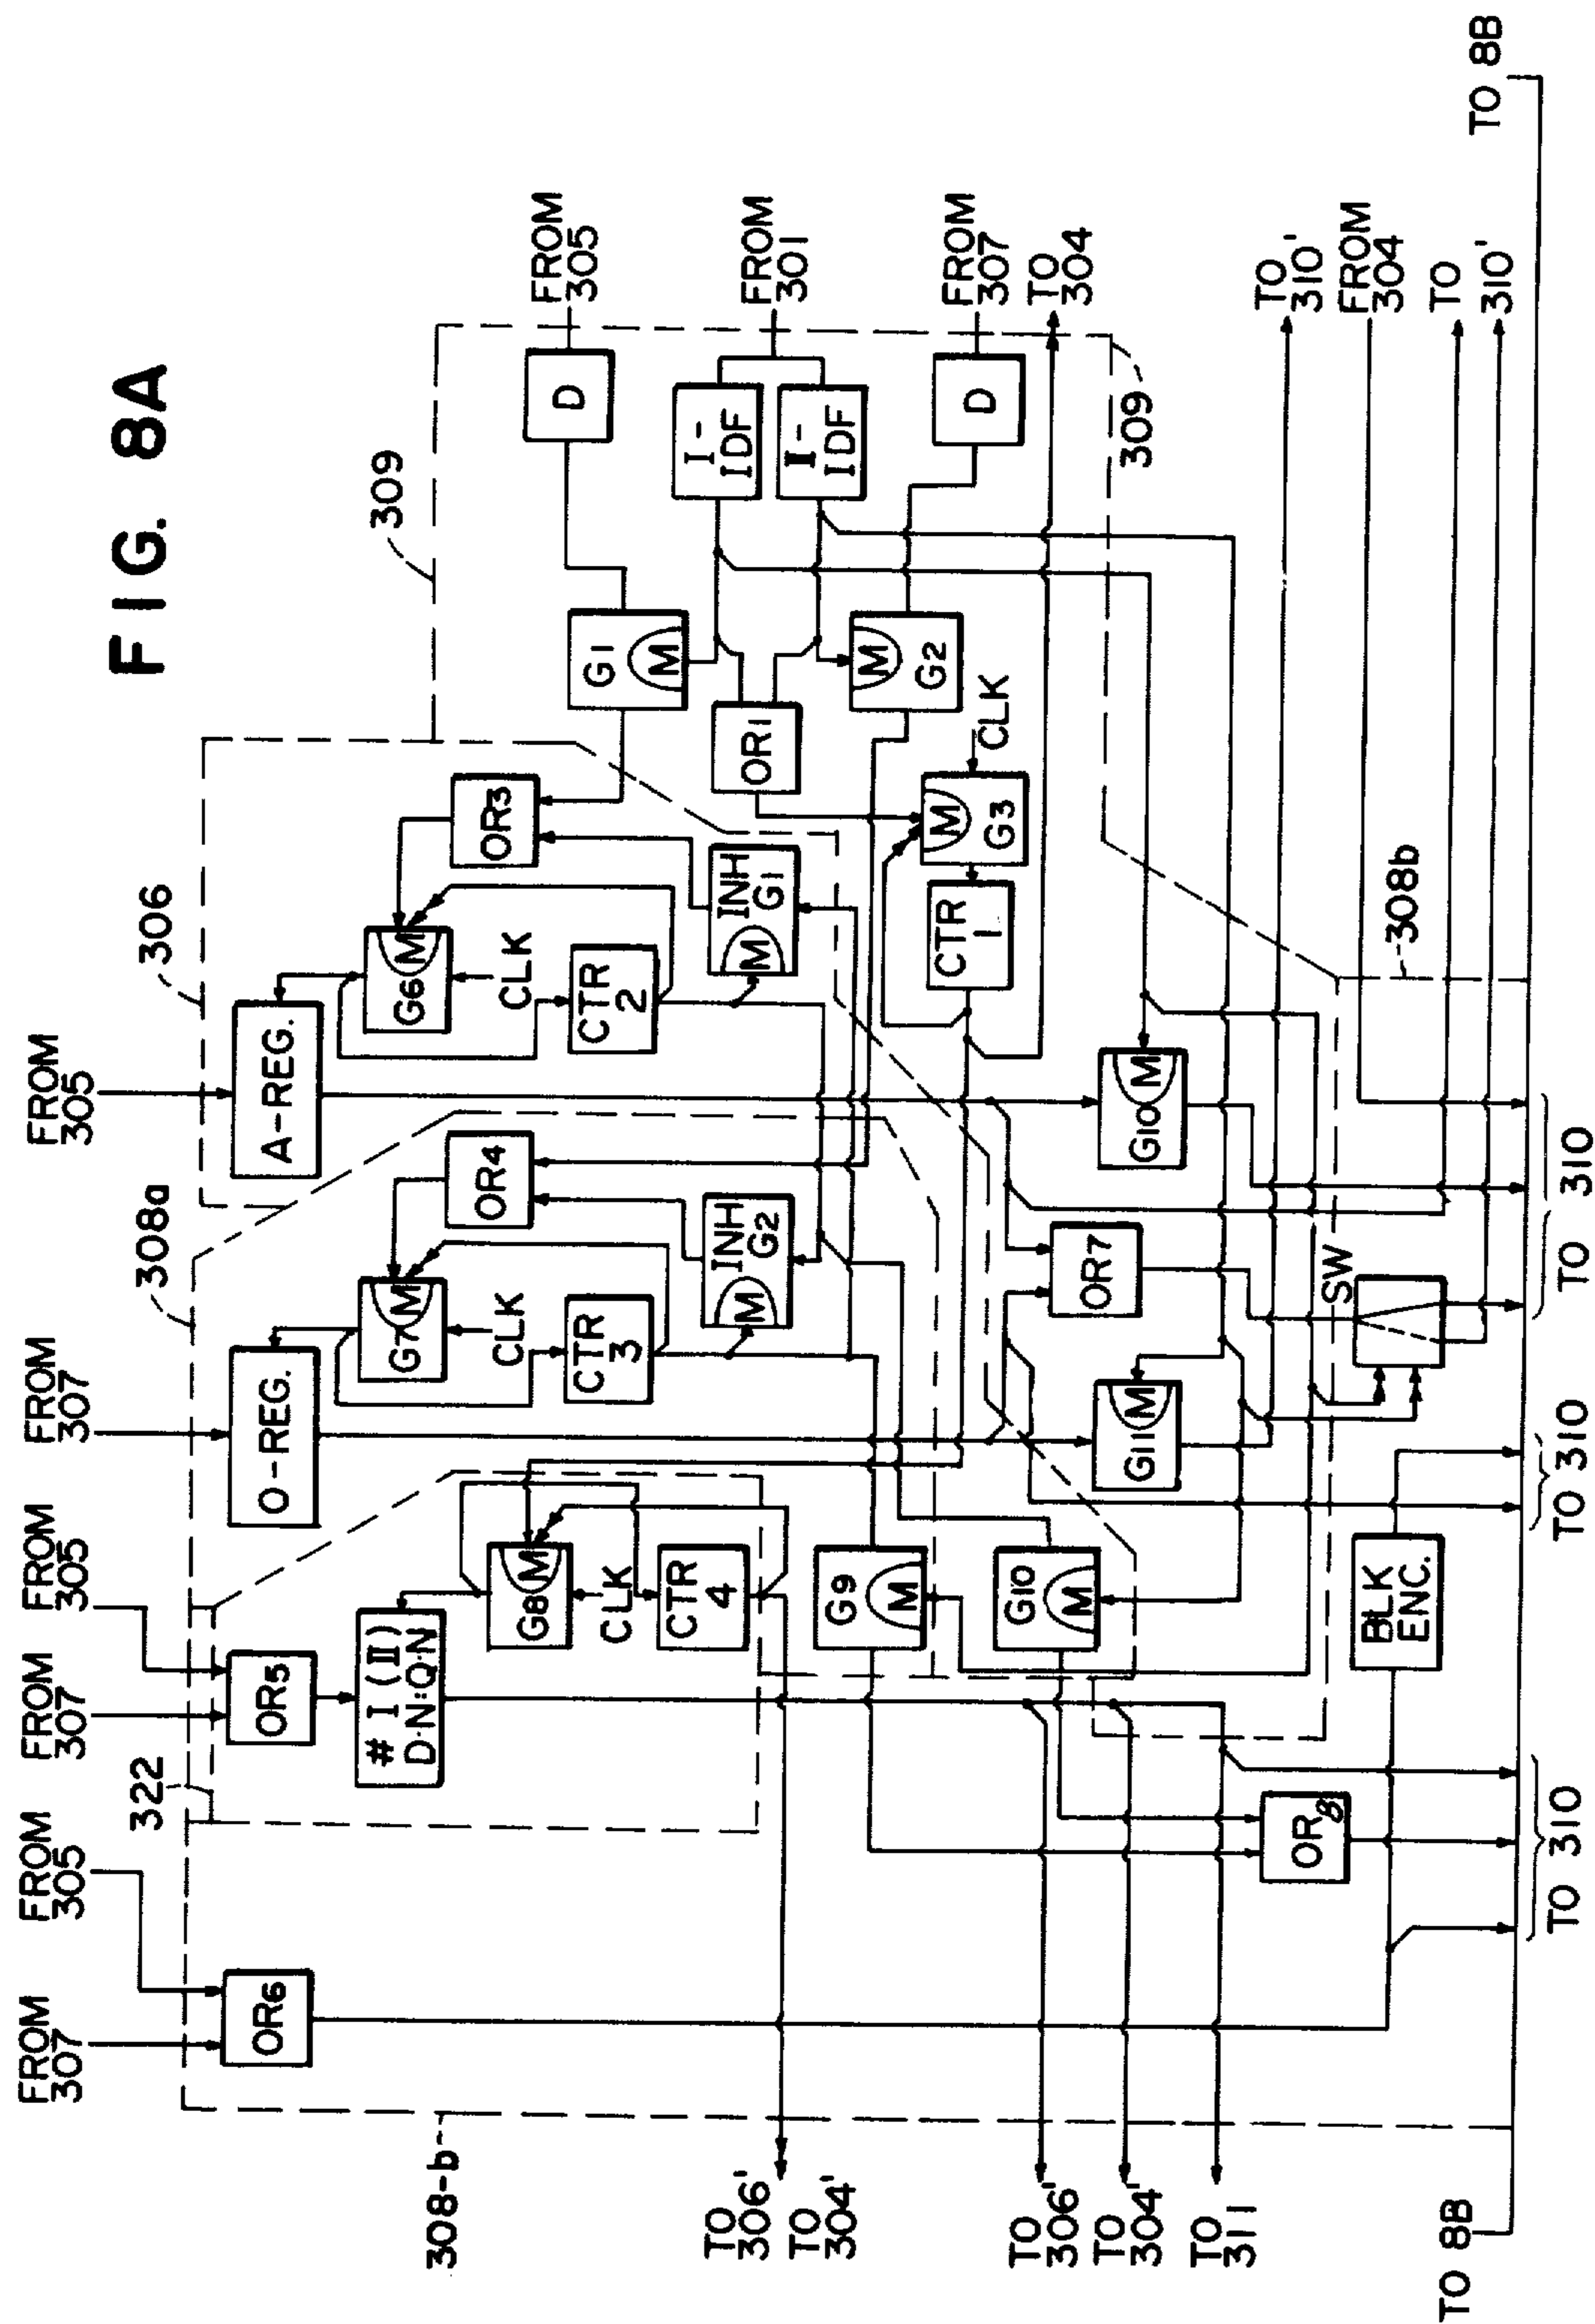 FIG. 8A
FROM
307
FROM
305
FROM
307
FROM
305
FROM
307
FROM
305
322
308a
306
309
OR6
OR5
# I (II)
D·N:Q·N
O-REG.
A-REG.
G8
M
CLK
CTR
4
G7
M
CLK
CTR
3
OR4
INH
G2
M
G6
M
CLK
CTR
2
OR3
INH
G1
M
G1
M
OR1
G2
M
D
FROM
305
I-
IDF
II-
IDF
FROM
301
D
FROM
307
TO
304
CLK
M
G3
CTR
1
309
308b
308-b
TO
306'
TO
304'
G9
M
G10
M
G11
M
OR7
G10
M
SW
TO
310'
FROM
304
TO
310'
TO
306'
TO
304'
TO
311
OR8
BLK
ENC.
TO 8B
TO 310
TO 310
TO 310
TO 8B